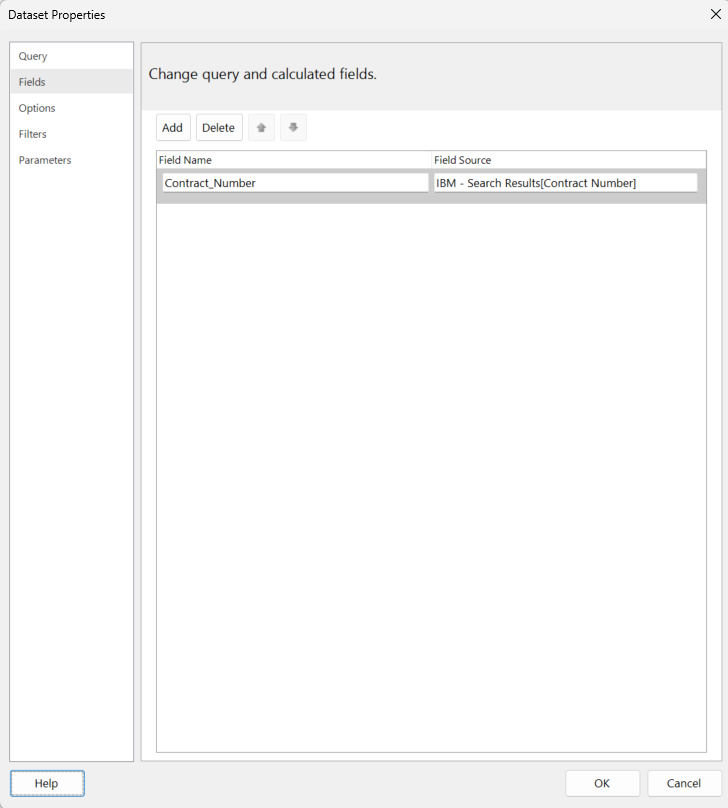 Dataset Properties
Query
Fields
Options
Filters
Parameters
Change query and calculated fields.
Add Delete
Field Name Field Source
Contract_Number IBM - Search Results[Contract Number]
Help OK Cancel